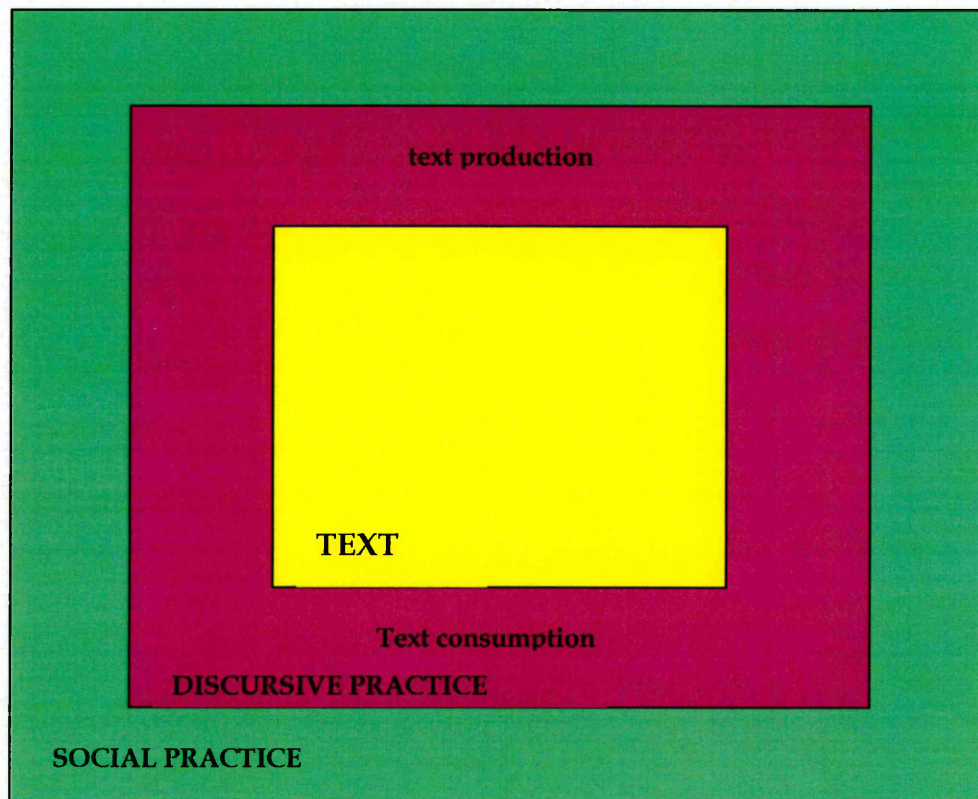 text production
TEXT
Text consumption
DISCURSIVE PRACTICE
SOCIAL PRACTICE